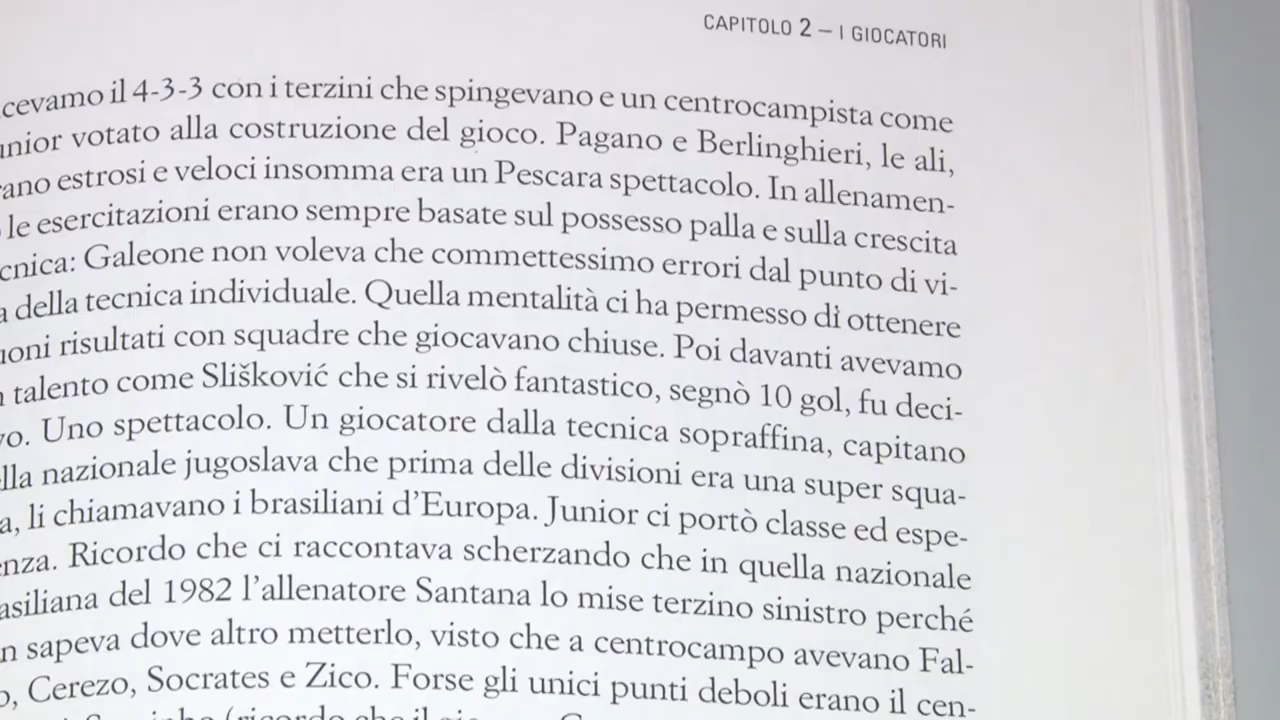 CAPITOLO 2 – I GIOCATORI
cevamo il 4-3-3 con i terzini che spingevano e un centrocampista come
unior votato alla costruzione del gioco. Pagano e Berlinghieri, le ali,
rano estrosi e veloci insomma era un Pescara spettacolo. In allenamen-
le esercitazioni erano sempre basate sul possesso palla e sulla crescita
cnica: Galeone non voleva che commettessimo errori dal punto di vi-
a della tecnica individuale. Quella mentalità ci ha permesso di ottenere
uoni risultati con squadre che giocavano chiuse. Poi davanti avevamo
talento come Slišković che si rivelò fantastico, segnò 10 gol, fu deci-
vo. Uno spettacolo. Un giocatore dalla tecnica sopraffina, capitano
lla nazionale jugoslava che prima delle divisioni era una super squa-
a, li chiamavano i brasiliani d'Europa. Junior ci portò classe ed espe-
enza. Ricordo che ci raccontava scherzando che in quella nazionale
asiliana del 1982 l'allenatore Santana lo mise terzino sinistro perché
n sapeva dove altro metterlo, visto che a centrocampo avevano Fal-
o, Cerezo, Socrates e Zico. Forse gli unici punti deboli erano il cen-
(ricordo che il